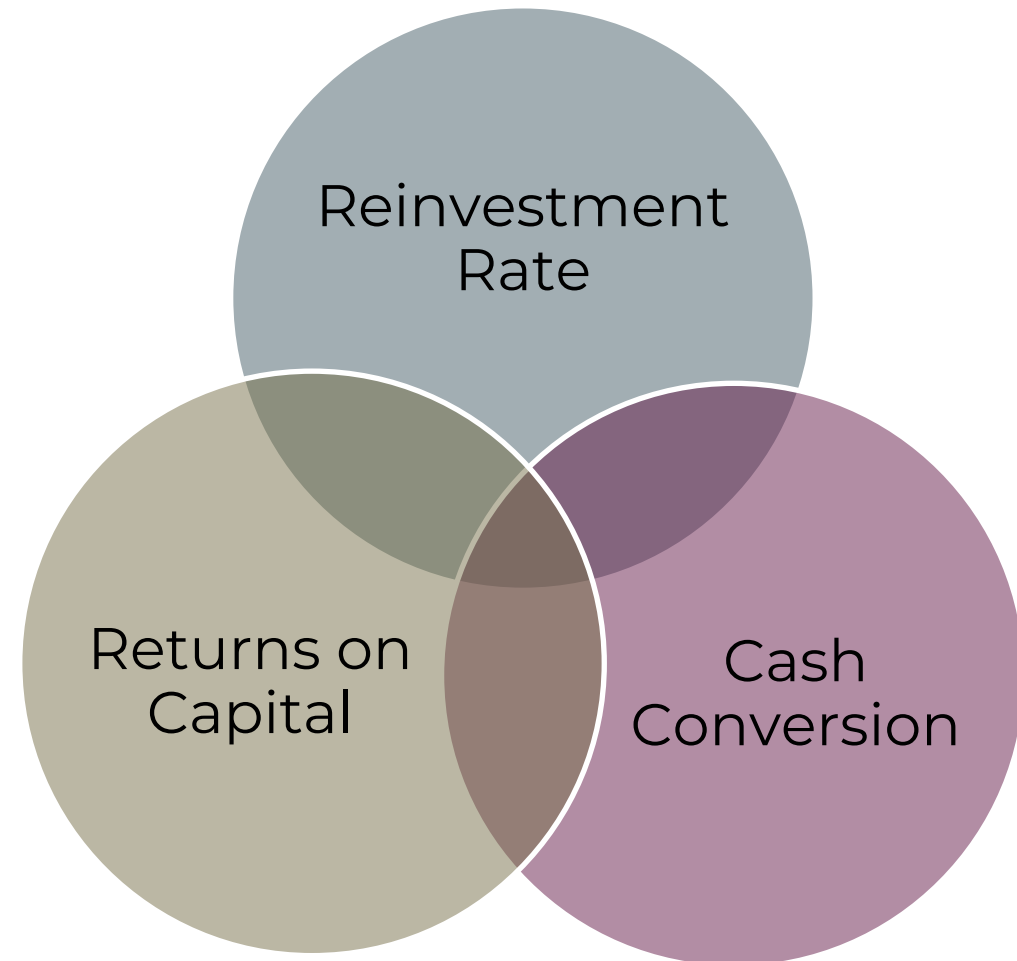 Reinvestment
Rate
Returns on
Capital
Cash
Conversion